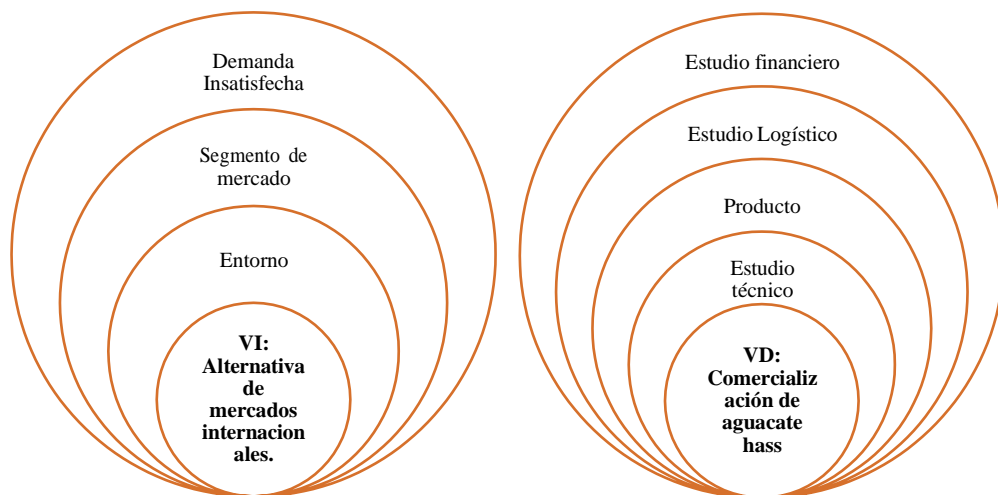 Demanda
Insatisfecha
Segmento de
mercado
Entorno
VI:
Alternativa
de
mercados
internacion
ales.
Estudio financiero
Estudio Logístico
Producto
Estudio
técnico
VD:
Comercializ
ación de
aguacate
hass